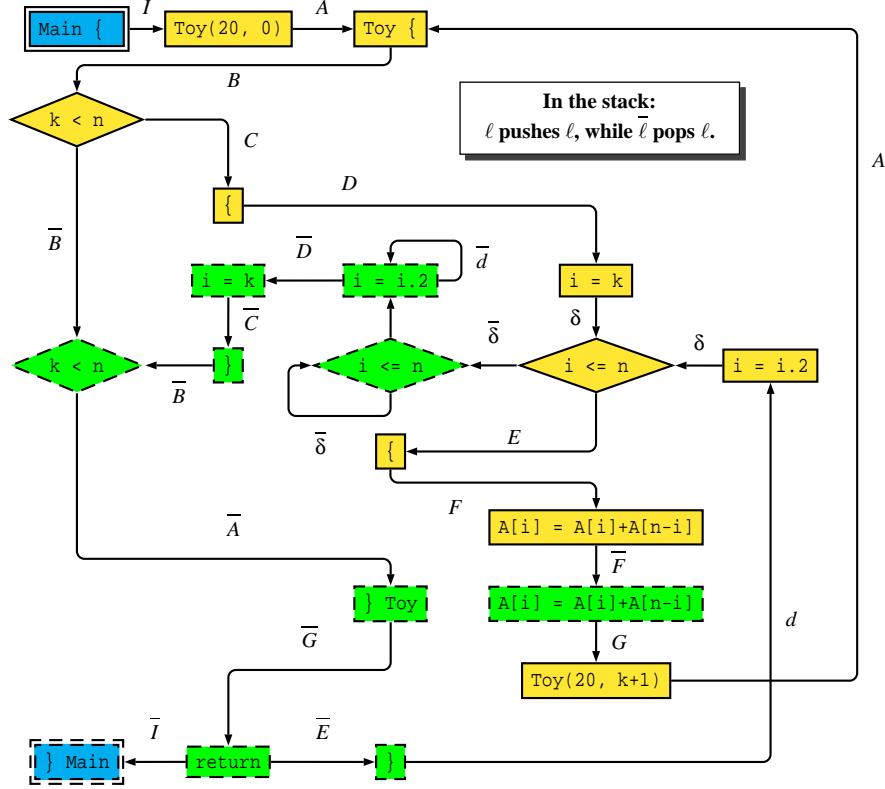 I
A
Main {
Toy(20, 0)
Toy {
B
In the stack:
ℓ pushes ℓ, while ℓ̅ pops ℓ.
k < n
C
A
D
{
B̅
D̅
d̅
i = k
i = i.2
i = k
C̅
δ
δ̅
δ
k < n
}
i <= n
i <= n
i = i.2
B̅
δ̅
E
{
F
A[i] = A[i]+A[n-i]
A̅
F̅
} Toy
A[i] = A[i]+A[n-i]
d
G̅
G
Toy(20, k+1)
I̅
E̅
} Main
return
}